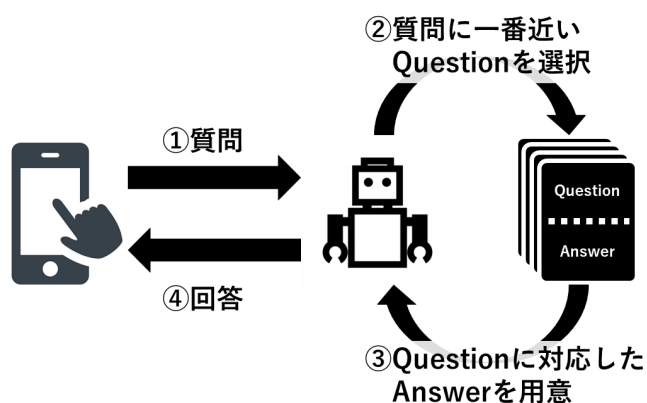 ②質問に一番近い
Questionを選択
①質問
Question
Answer
④回答
③Questionに対応した
Answerを用意